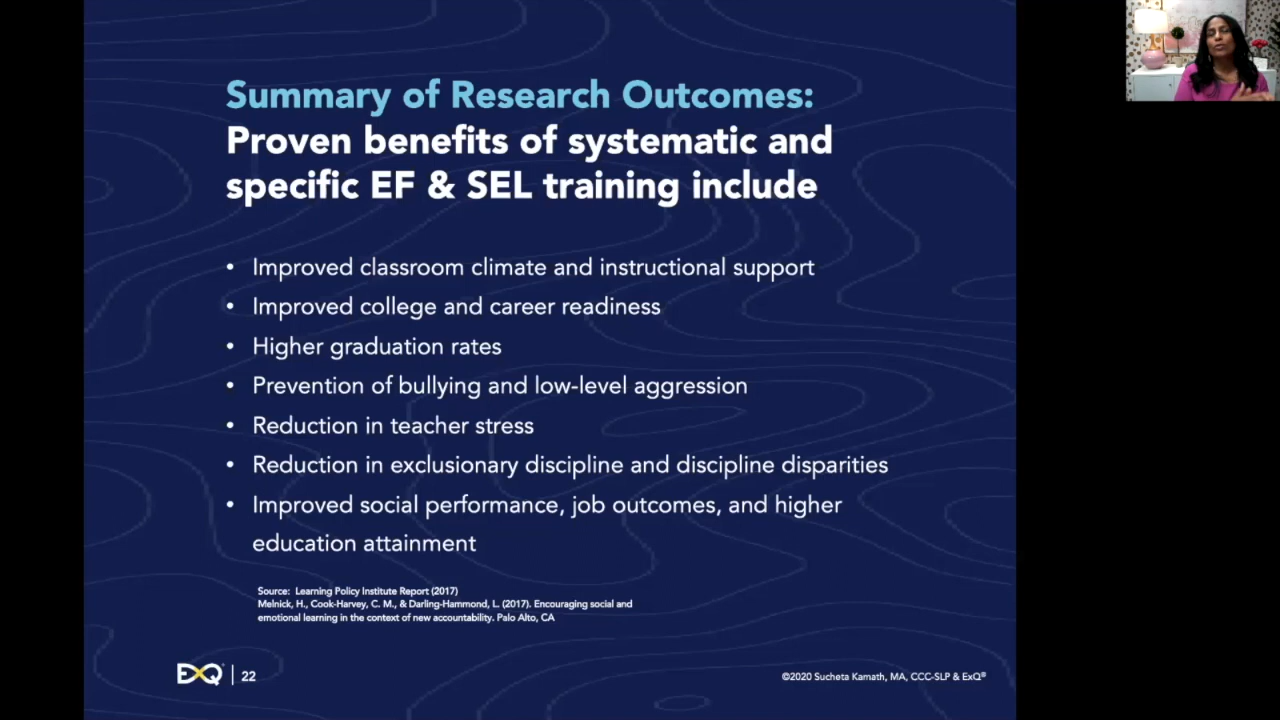 Summary of Research Outcomes:
Proven benefits of systematic and
specific EF & SEL training include
• Improved classroom climate and instructional support
• Improved college and career readiness
• Higher graduation rates
• Prevention of bullying and low-level aggression
• Reduction in teacher stress
• Reduction in exclusionary discipline and discipline disparities
• Improved social performance, job outcomes, and higher
education attainment
Source: Learning Policy Institute Report (2017)
Melnick, H., Cook-Harvey, C. M., & Darling-Hammond, L. (2017). Encouraging social and
emotional learning in the context of new accountability. Palo Alto, CA
ExQ® | 22
©2020 Sucheta Kamath, MA, CCC-SLP & ExQ®